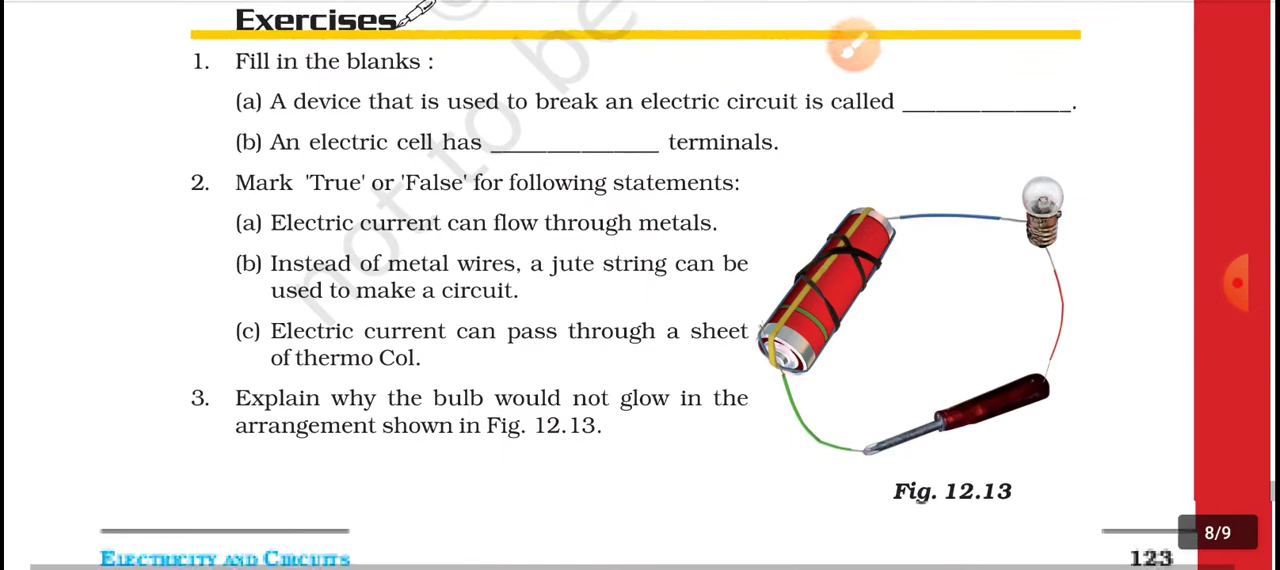 Exercises
1. Fill in the blanks :
(a) A device that is used to break an electric circuit is called ______________.
(b) An electric cell has ______________ terminals.
2. Mark 'True' or 'False' for following statements:
(a) Electric current can flow through metals.
(b) Instead of metal wires, a jute string can be
used to make a circuit.
(c) Electric current can pass through a sheet
of thermo Col.
3. Explain why the bulb would not glow in the
arrangement shown in Fig. 12.13.
Fig. 12.13
not to be
8/9
ELECTRICITY AND CIRCUITS
123